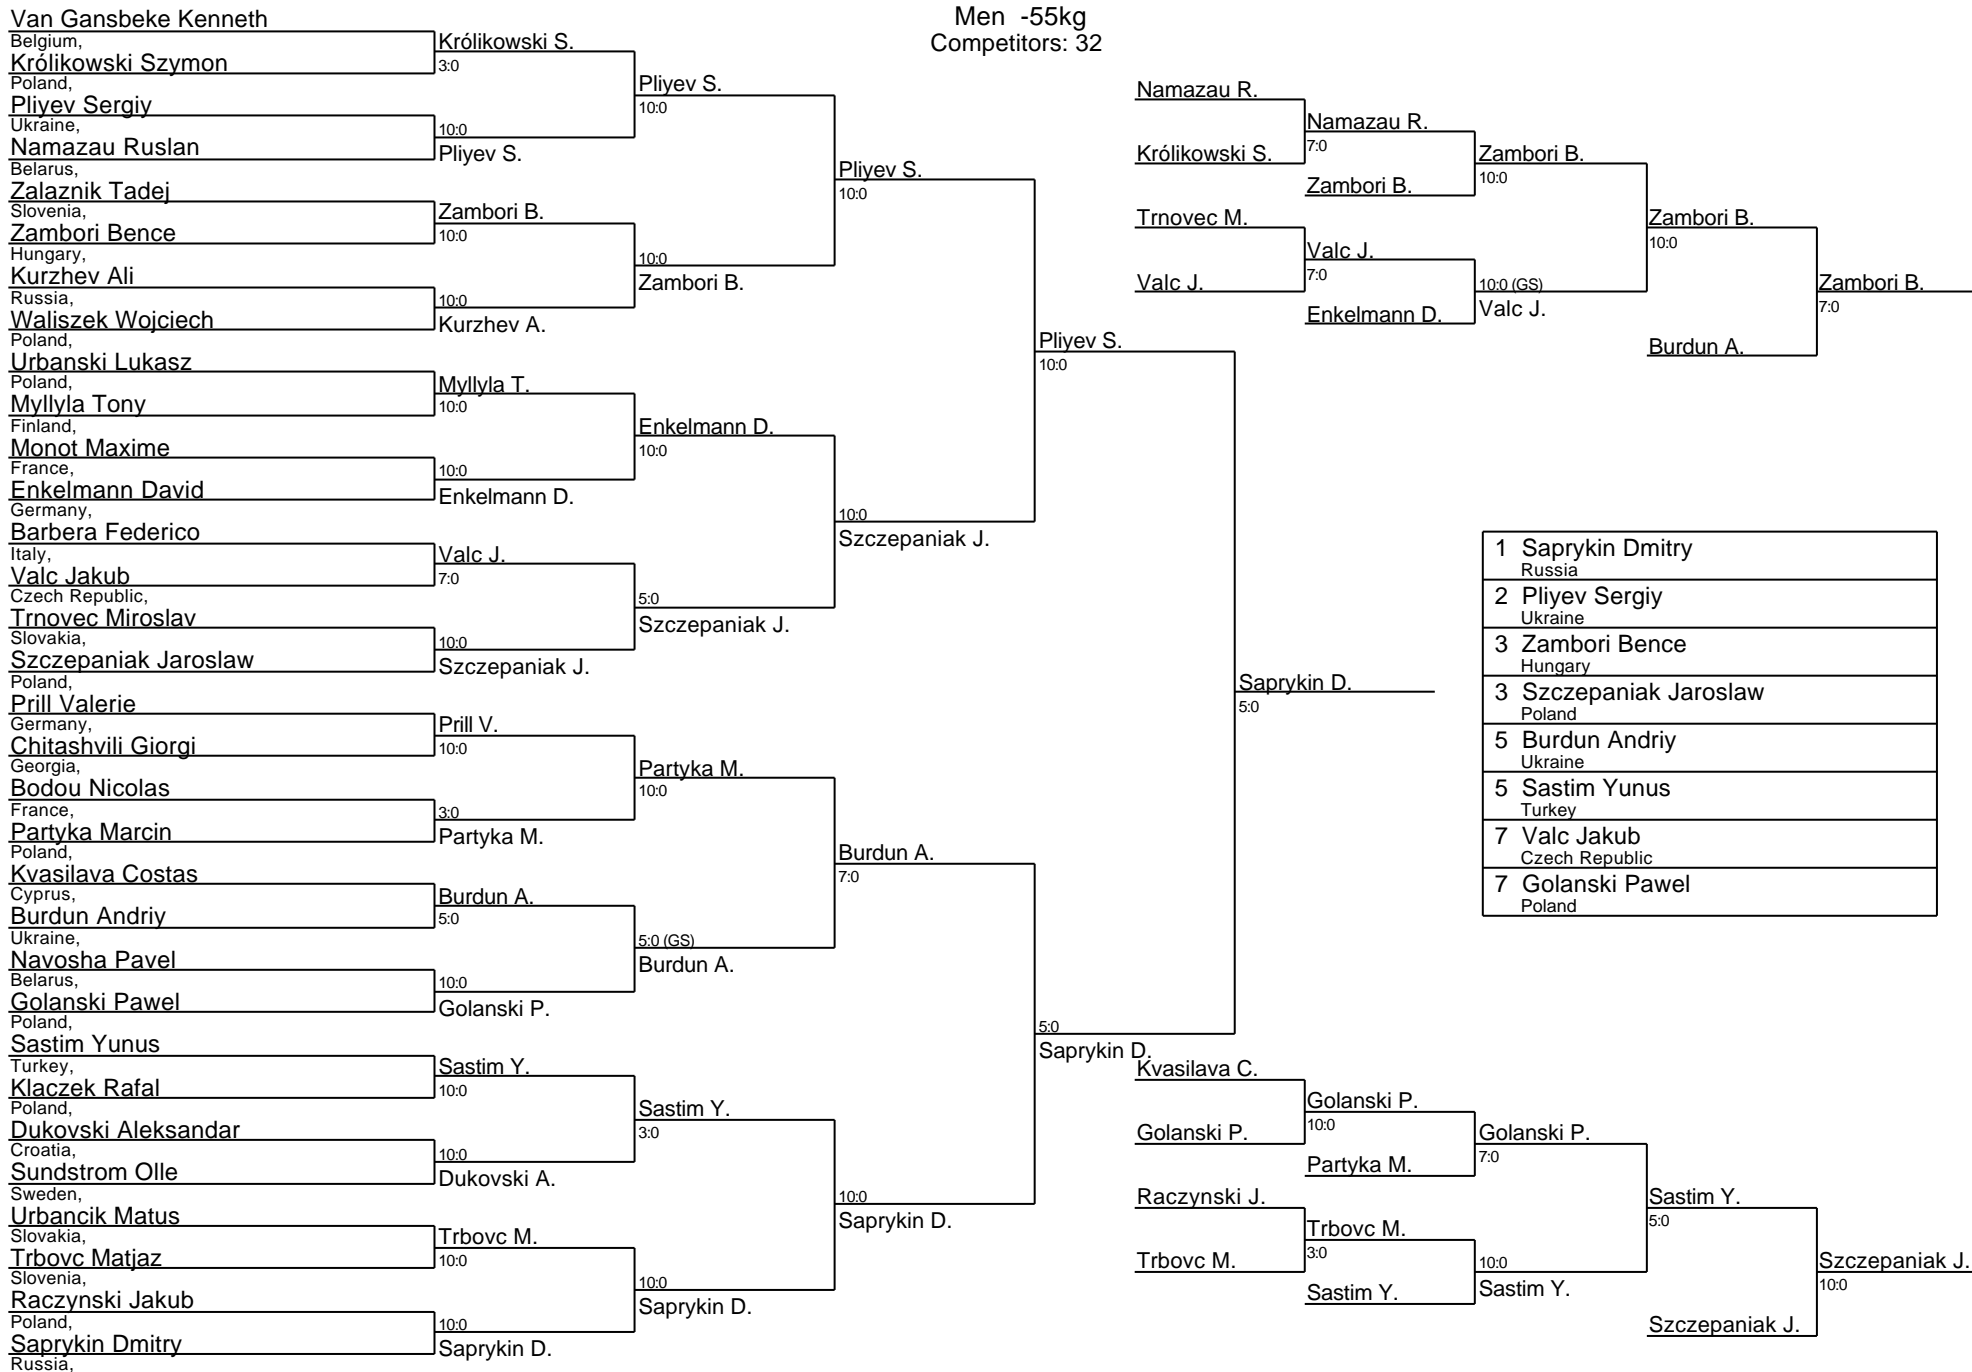 Men -55kg
Competitors: 32
Van Gansbeke Kenneth
Belgium,
Królikowski Szymon
Poland,
Pliyev Sergiy
Ukraine,
Namazau Ruslan
Belarus,
Zalaznik Tadej
Slovenia,
Zambori Bence
Hungary,
Kurzhev Ali
Russia,
Waliszek Wojciech
Poland,
Urbanski Lukasz
Poland,
Myllyla Tony
Finland,
Monot Maxime
France,
Enkelmann David
Germany,
Barbera Federico
Italy,
Valc Jakub
Czech Republic,
Trnovec Miroslav
Slovakia,
Szczepaniak Jaroslaw
Poland,
Prill Valerie
Germany,
Chitashvili Giorgi
Georgia,
Bodou Nicolas
France,
Partyka Marcin
Poland,
Kvasilava Costas
Cyprus,
Burdun Andriy
Ukraine,
Navosha Pavel
Belarus,
Golanski Pawel
Poland,
Sastim Yunus
Turkey,
Klaczek Rafal
Poland,
Dukovski Aleksandar
Croatia,
Sundstrom Olle
Sweden,
Urbancik Matus
Slovakia,
Trbovc Matjaz
Slovenia,
Raczynski Jakub
Poland,
Saprykin Dmitry
Russia,
Królikowski S.
3:0
10:0
Pliyev S.
Zambori B.
10:0
10:0
Kurzhev A.
Myllyla T.
10:0
10:0
Enkelmann D.
Valc J.
7:0
10:0
Szczepaniak J.
Prill V.
10:0
3:0
Partyka M.
Burdun A.
5:0
10:0
Golanski P.
Sastim Y.
10:0
10:0
Dukovski A.
Trbovc M.
10:0
10:0
Saprykin D.
Pliyev S.
10:0
10:0
Zambori B.
Enkelmann D.
10:0
5:0
Szczepaniak J.
Partyka M.
10:0
5:0 (GS)
Burdun A.
Sastim Y.
3:0
10:0
Saprykin D.
Pliyev S.
10:0
10:0
Szczepaniak J.
Burdun A.
7:0
10:0
Saprykin D.
Pliyev S.
10:0
5:0
Saprykin D.
Saprykin D.
5:0
Namazau R.
Królikowski S.
Trnovec M.
Valc J.
Namazau R.
7:0
Zambori B.
Valc J.
7:0
Enkelmann D.
Zambori B.
10:0
10:0 (GS)
Valc J.
Zambori B.
10:0
Burdun A.
Zambori B.
7:0
1 Saprykin Dmitry
Russia
2 Pliyev Sergiy
Ukraine
3 Zambori Bence
Hungary
3 Szczepaniak Jaroslaw
Poland
5 Burdun Andriy
Ukraine
5 Sastim Yunus
Turkey
7 Valc Jakub
Czech Republic
7 Golanski Pawel
Poland
Kvasilava C.
Golanski P.
Raczynski J.
Trbovc M.
Golanski P.
10:0
Partyka M.
Trbovc M.
3:0
Sastim Y.
Golanski P.
7:0
10:0
Sastim Y.
Sastim Y.
5:0
Szczepaniak J.
Szczepaniak J.
10:0